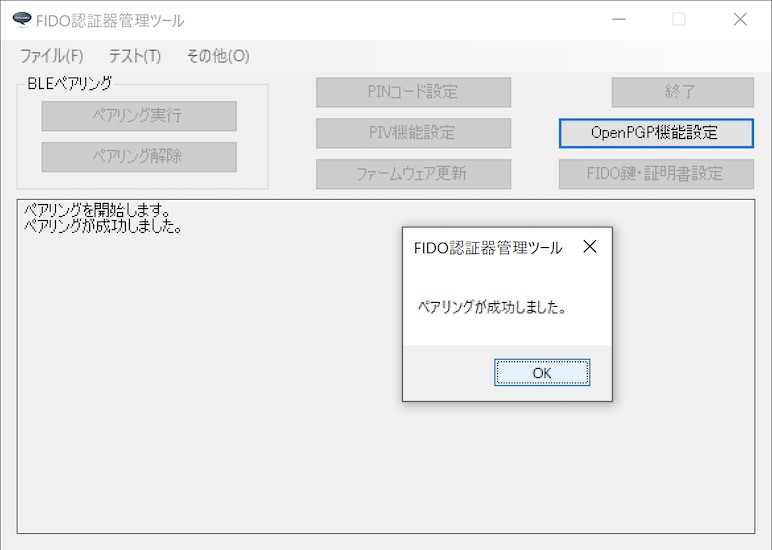 FIDO認証器管理ツール
ファイル(F) テスト(T) その他(O)
BLEペアリング
ペアリング実行
ペアリング解除
PINコード設定
PIV機能設定
ファームウェア更新
終了
OpenPGP機能設定
FIDO鍵・証明書設定
ペアリングを開始します。
ペアリングが成功しました。
FIDO認証器管理ツール
ペアリングが成功しました。
OK